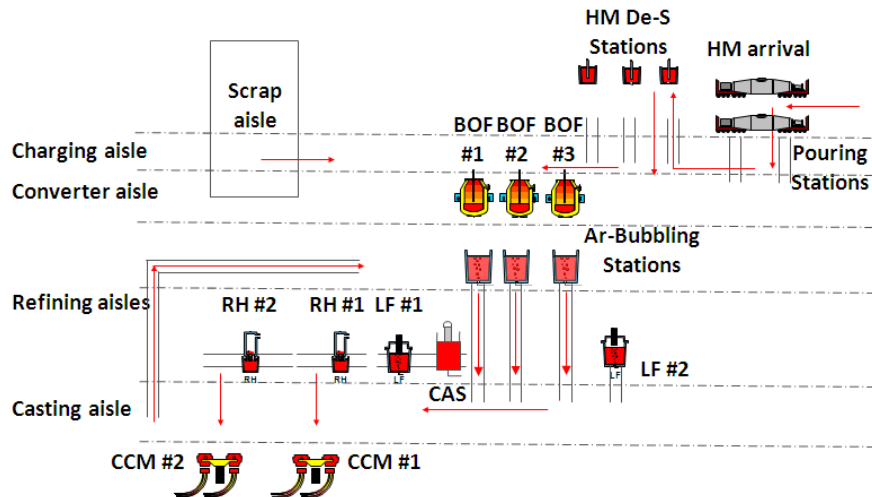 HM De-S
Stations
HM arrival
Scrap
aisle
BOF BOF BOF
#1 #2 #3
Charging aisle
Converter aisle
Pouring
Stations
Ar-Bubbling
Stations
Refining aisles
RH #2 RH #1 LF #1
RH RH LF LF
LF #2
CAS
Casting aisle
CCM #2 CCM #1